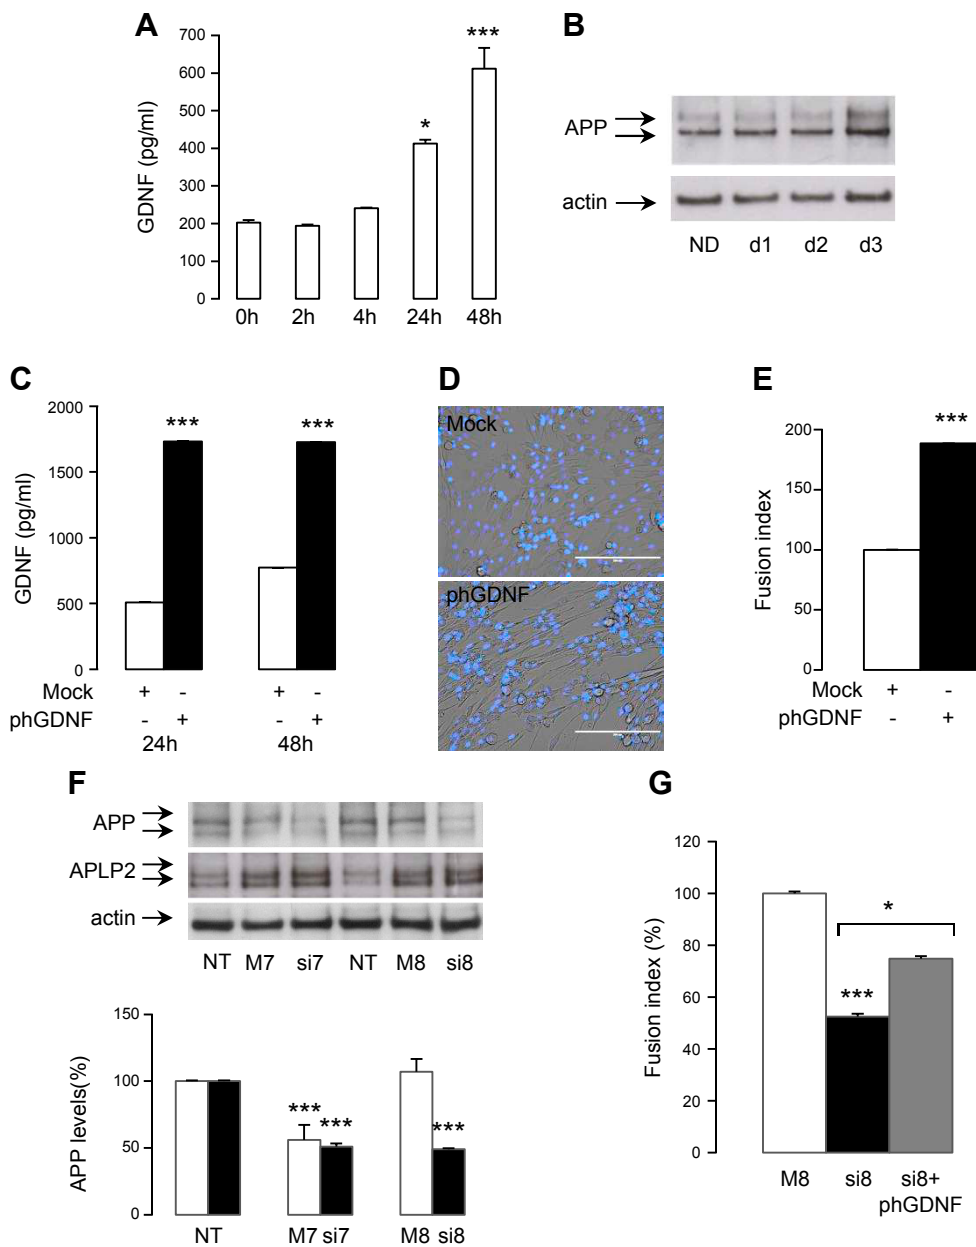 A
GDNF (pg/ml)
700
600
500
400
300
200
100
0
***
*
0h 2h 4h 24h 48h
B
APP
actin
ND d1 d2 d3
C
GDNF (pg/ml)
2000
1500
1000
500
0
*** ***
Mock + - + -
phGDNF - + - +
24h 48h
D
Mock
phGDNF
E
Fusion index
200
150
100
50
0
***
Mock + -
phGDNF - +
F
APP
APLP2
actin
NT M7 si7 NT M8 si8
APP levels(%)
150
100
50
0
*** *** ***
NT M7 si7 M8 si8
G
Fusion index (%)
120
100
80
60
40
20
0
*
***
M8 si8 si8+
phGDNF